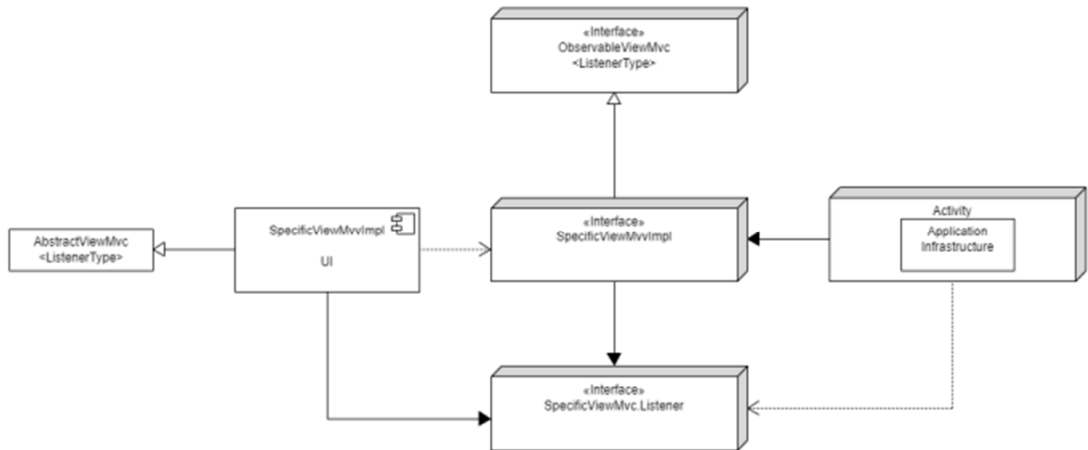 «Interface»
ObservableViewMvc
<ListenerType>
AbstractViewMvc
<ListenerType>
SpecificViewMvvImpl
UI
«Interface»
SpecificViewMvvImpl
Activity
Application
Infrastructure
«Interface»
SpecificViewMvc.Listener